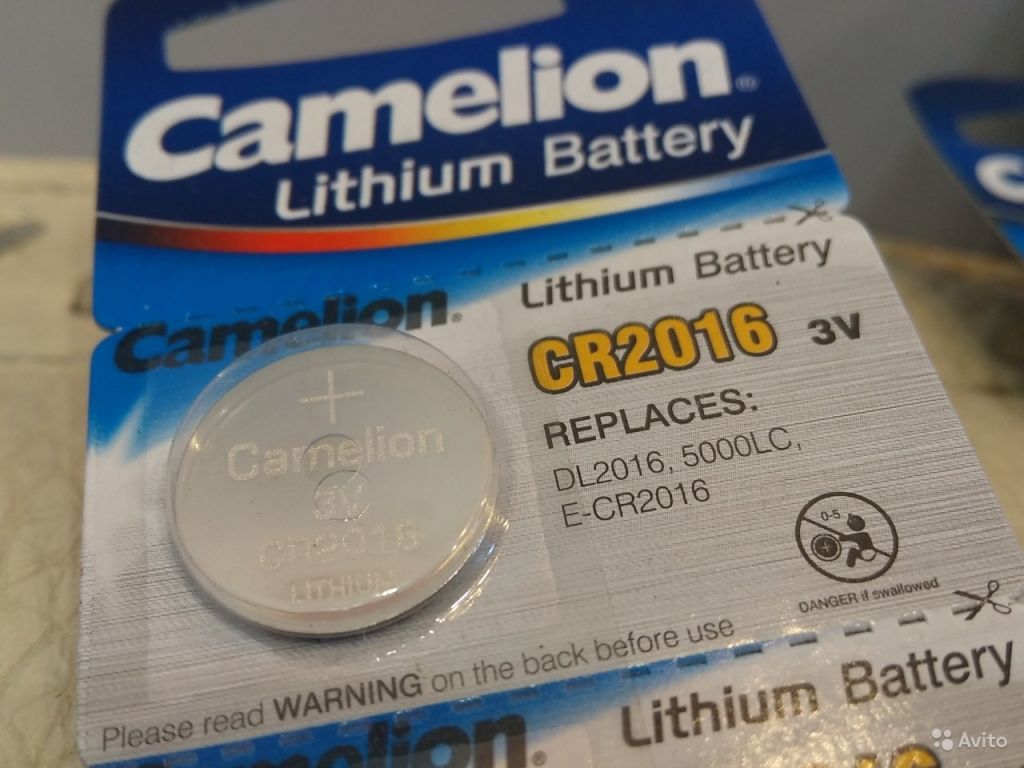 Camelion®
Lithium Battery
Camelion®
Lithium Battery
CR2016 3V
REPLACES:
DL2016, 5000LC,
E-CR2016
+
Camelion
3V
CR2016
LITHIUM
0-5
+
DANGER if swallowed
Please read WARNING on the back before use
Camelion®
Lithium Battery
Avito